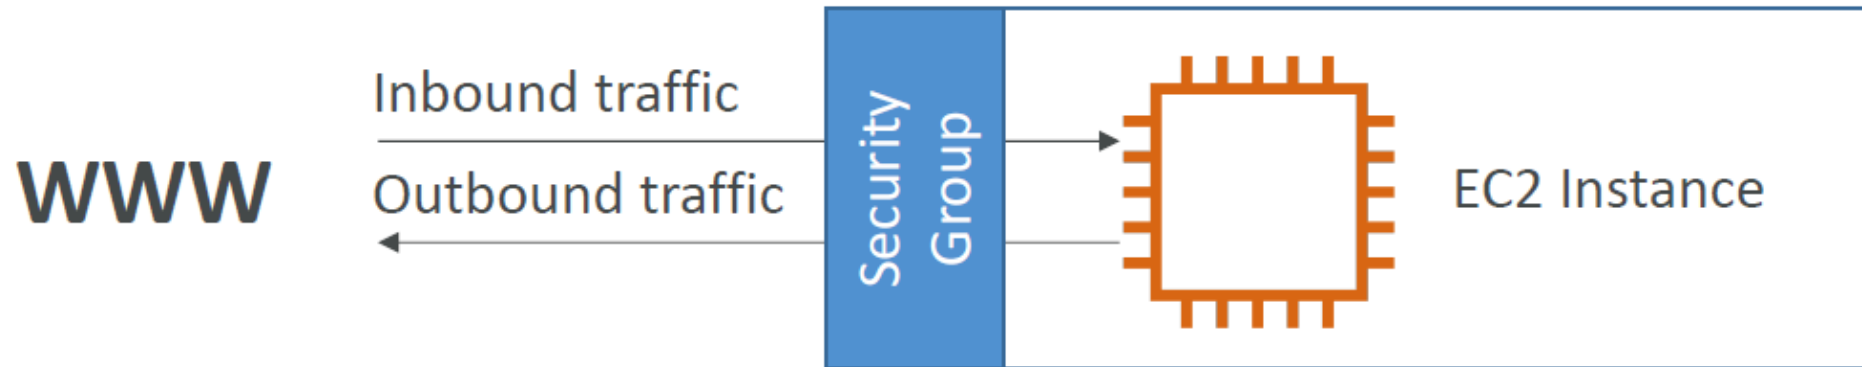 WWW
Inbound traffic
Outbound traffic
Security
Group
EC2 Instance